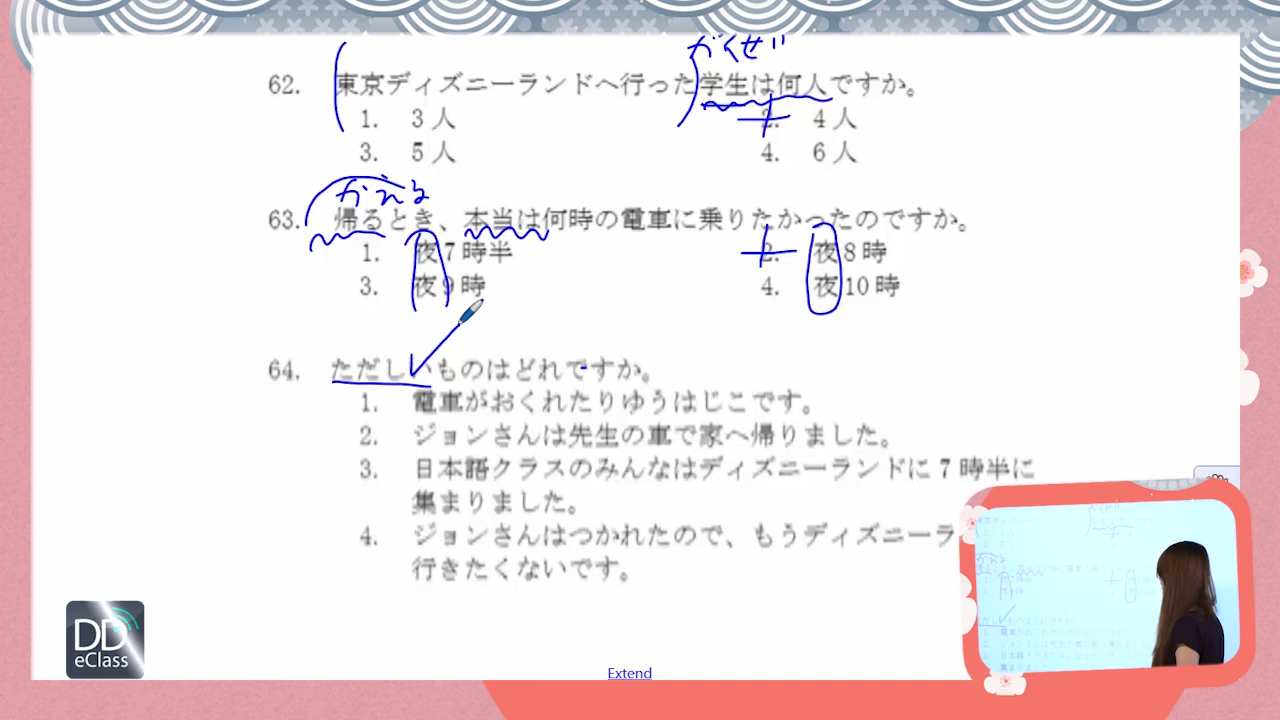 がくせい
62. 東京ディズニーランドへ行った学生は何人ですか。
1. 3人 2. 4人
3. 5人 4. 6人
かえる
63. 帰るとき、本当は何時の電車に乗りたかったのですか。
1. 夜7時半 2. 夜8時
3. 夜9時 4. 夜10時
64. ただしいものはどれですか。
1. 電車がおくれたりゆうはじこです。
2. ジョンさんは先生の車で家へ帰りました。
3. 日本語クラスのみんなはディズニーランドに7時半に
集まりました。
4. ジョンさんはつかれたので、もうディズニーラ
行きたくないです。
DD
eClass
Extend